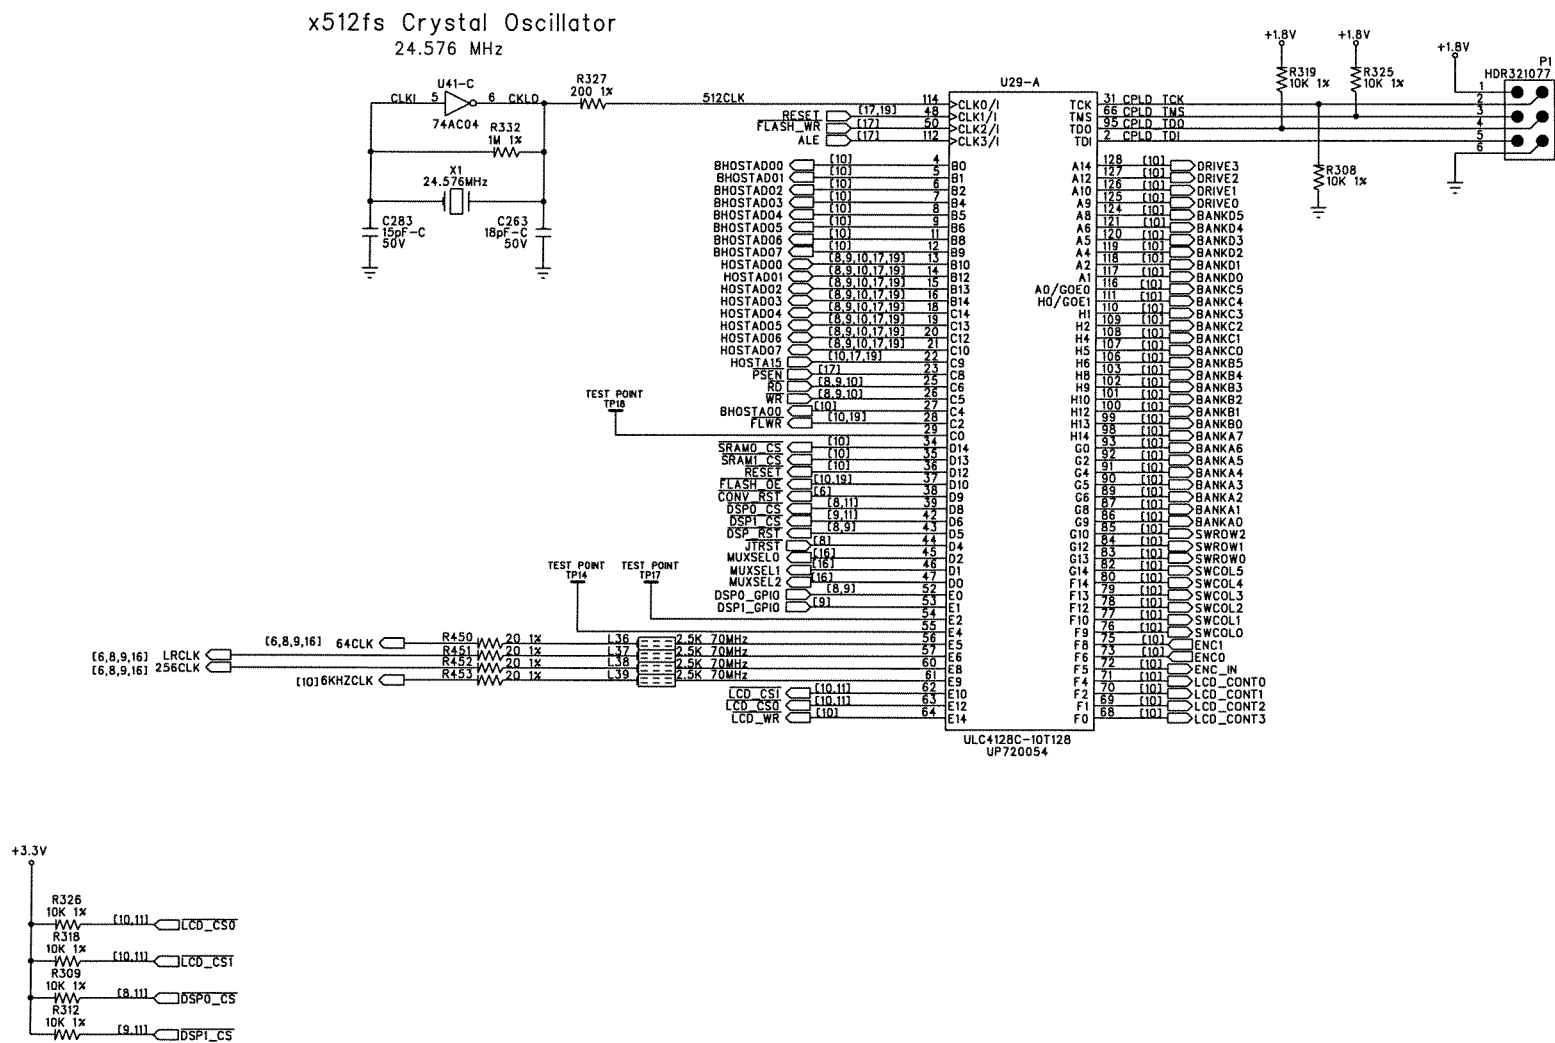 x512fs Crystal Oscillator
24.576 MHz
U41-C
CLKI 5 6 CKLO
74AC04
R332
1M 1%
X1
24.576MHz
C283
15pF-C
50V
C263
18pF-C
50V
R327
200 1%
512CLK
U29-A
114 CLK0/I
RESET [17,19] 48 CLK1/I
FLASH_WR [17] 50 CLK2/I
ALE [17] 112 CLK3/I
BHOSTAD00 [10] 4 B0
BHOSTAD01 [10] 5 B1
BHOSTAD02 [10] 6 B2
BHOSTAD03 [10] 7 B4
BHOSTAD04 [10] 8 B5
BHOSTAD05 [10] 9 B6
BHOSTAD06 [10] 11 B8
BHOSTAD07 [10] 12 B9
HOSTAD00 [8,9,10,17,19] 13 B10
HOSTAD01 [8,9,10,17,19] 14 B12
HOSTAD02 [8,9,10,17,19] 15 B13
HOSTAD03 [8,9,10,17,19] 16 B14
HOSTAD04 [8,9,10,17,19] 18 C14
HOSTAD05 [8,9,10,17,19] 19 C13
HOSTAD06 [8,9,10,17,19] 20 C12
HOSTAD07 [8,9,10,17,19] 21 C10
HOSTA15 [10,17,19] 22 C9
PSEN [17] 23 C8
RD [8,9,10] 25 C6
WR [8,9,10] 26 C5
BHOSTA00 [10] 27 C4
FLWR [10,19] 28 C2
TEST POINT
TP18
29 C0
SRAM0_CS [10] 34 D14
SRAM1_CS [10] 35 D13
RESET [10] 36 D12
FLASH_OE [10,19] 37 D10
CONV_RST [6] 38 D9
DSP0_CS [8,11] 39 D8
DSP1_CS [9,11] 42 D6
DSP_RST [8,9] 43 D5
JTRST [8] 44 D4
MUXSEL0 [16] 45 D2
MUXSEL1 [16] 46 D1
MUXSEL2 [16] 47 D0
DSP0_GPIO [8,9] 52 E0
DSP1_GPIO [9] 53 E1
TEST POINT
TP14
TEST POINT
TP17
54 E2
55 E4
[6,8,9,16] 64CLK R450 20 1% L36 2.5K 70MHz 56 E5
[6,8,9,16] LRCLK R451 20 1% L37 2.5K 70MHz 57 E6
[6,8,9,16] 256CLK R452 20 1% L38 2.5K 70MHz 60 E8
[10] 6KHZCLK R453 20 1% L39 2.5K 70MHz 61 E9
LCD_CS1 [10,11] 62 E10
LCD_CS0 [10,11] 63 E12
LCD_WR [10] 64 E14
ULC4128C-10T128
UP720054
TCK 31 CPLD_TCK
TMS 66 CPLD_TMS
TDO 95 CPLD_TDO
TDI 2 CPLD_TDI
A14 128 [10] DRIVE3
A12 127 [10] DRIVE2
A10 126 [10] DRIVE1
A9 125 [10] DRIVE0
A8 124 [10] BANKD5
A6 121 [10] BANKD4
A5 120 [10] BANKD3
A4 119 [10] BANKD2
A2 118 [10] BANKD1
A1 117 [10] BANKD0
A0/GOE0 116 [10] BANKC5
H0/GOE1 111 [10] BANKC4
H1 110 [10] BANKC3
H2 109 [10] BANKC2
H4 108 [10] BANKC1
H5 107 [10] BANKC0
H6 106 [10] BANKB5
H8 103 [10] BANKB4
H9 102 [10] BANKB3
H10 101 [10] BANKB2
H12 100 [10] BANKB1
H13 99 [10] BANKB0
H14 98 [10] BANKA7
G0 93 [10] BANKA6
G2 92 [10] BANKA5
G4 91 [10] BANKA4
G5 90 [10] BANKA3
G6 89 [10] BANKA2
G8 87 [10] BANKA1
G9 86 [10] BANKA0
G10 85 [10] SWROW2
G12 84 [10] SWROW1
G13 83 [10] SWROW0
G14 82 [10] SWCOL5
F14 80 [10] SWCOL4
F13 79 [10] SWCOL3
F12 78 [10] SWCOL2
F10 77 [10] SWCOL1
F9 76 [10] SWCOL0
F8 75 [10] ENC1
F6 73 [10] ENC0
F5 72 [10] ENC_IN
F4 71 [10] LCD_CONT0
F2 70 [10] LCD_CONT1
F1 69 [10] LCD_CONT2
F0 68 [10] LCD_CONT3
+1.8V
R319
10K 1%
+1.8V
R325
10K 1%
R308
10K 1%
+1.8V
P1
HDR321077
1
2
3
4
5
6
+3.3V
R326
10K 1% [10,11] LCD_CS0
R318
10K 1% [10,11] LCD_CS1
R309
10K 1% [8,11] DSP0_CS
R312
10K 1% [9,11] DSP1_CS